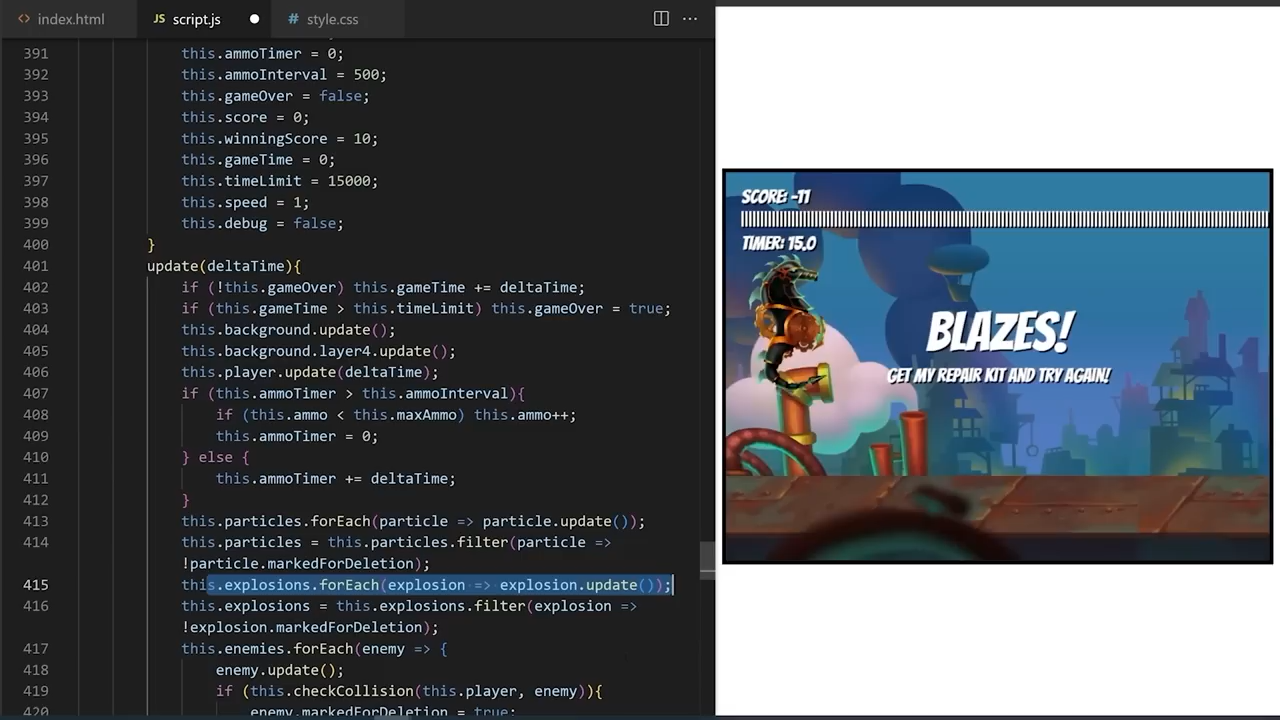 <> index.html
JS script.js
# style.css
391 this.ammoTimer = 0;
392 this.ammoInterval = 500;
393 this.gameOver = false;
394 this.score = 0;
395 this.winningScore = 10;
396 this.gameTime = 0;
397 this.timeLimit = 15000;
398 this.speed = 1;
399 this.debug = false;
400 }
401 update(deltaTime){
402 if (!this.gameOver) this.gameTime += deltaTime;
403 if (this.gameTime > this.timeLimit) this.gameOver = true;
404 this.background.update();
405 this.background.layer4.update();
406 this.player.update(deltaTime);
407 if (this.ammoTimer > this.ammoInterval){
408 if (this.ammo < this.maxAmmo) this.ammo++;
409 this.ammoTimer = 0;
410 } else {
411 this.ammoTimer += deltaTime;
412 }
413 this.particles.forEach(particle => particle.update());
414 this.particles = this.particles.filter(particle =>
!particle.markedForDeletion);
415 this.explosions.forEach(explosion => explosion.update());
416 this.explosions = this.explosions.filter(explosion =>
!explosion.markedForDeletion);
417 this.enemies.forEach(enemy => {
418 enemy.update();
419 if (this.checkCollision(this.player, enemy)){
420 enemy.markedForDeletion = true;
SCORE: -11
TIMER: 15.0
BLAZES!
GET MY REPAIR KIT AND TRY AGAIN!